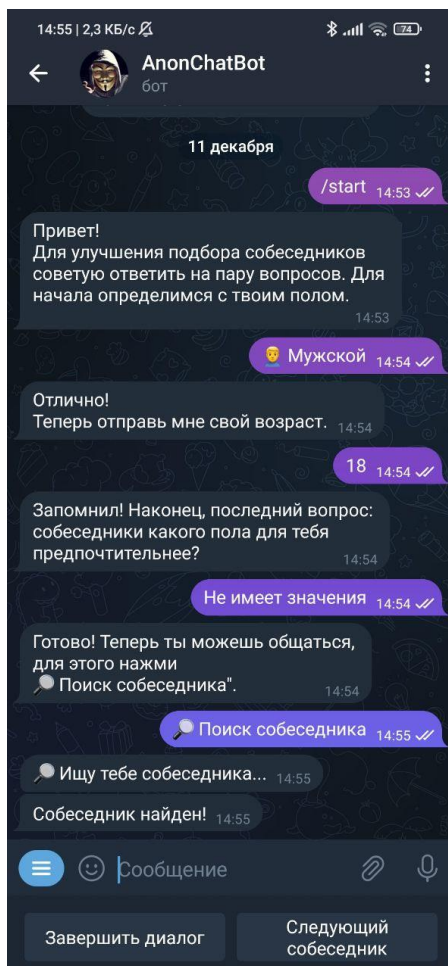 14:55 | 2,3 КБ/с
74
AnonChatBot
бот
11 декабря
/start 14:53
Привет!
Для улучшения подбора собеседников
советую ответить на пару вопросов. Для
начала определимся с твоим полом.
14:53
Мужской 14:54
Отлично!
Теперь отправь мне свой возраст. 14:54
18 14:54
Запомнил! Наконец, последний вопрос:
собеседники какого пола для тебя
предпочтительнее? 14:54
Не имеет значения 14:54
Готово! Теперь ты можешь общаться,
для этого нажми
🔎 Поиск собеседника". 14:54
🔎 Поиск собеседника 14:55
🔎 Ищу тебе собеседника... 14:55
Собеседник найден! 14:55
Сообщение
Завершить диалог
Следующий
собеседник